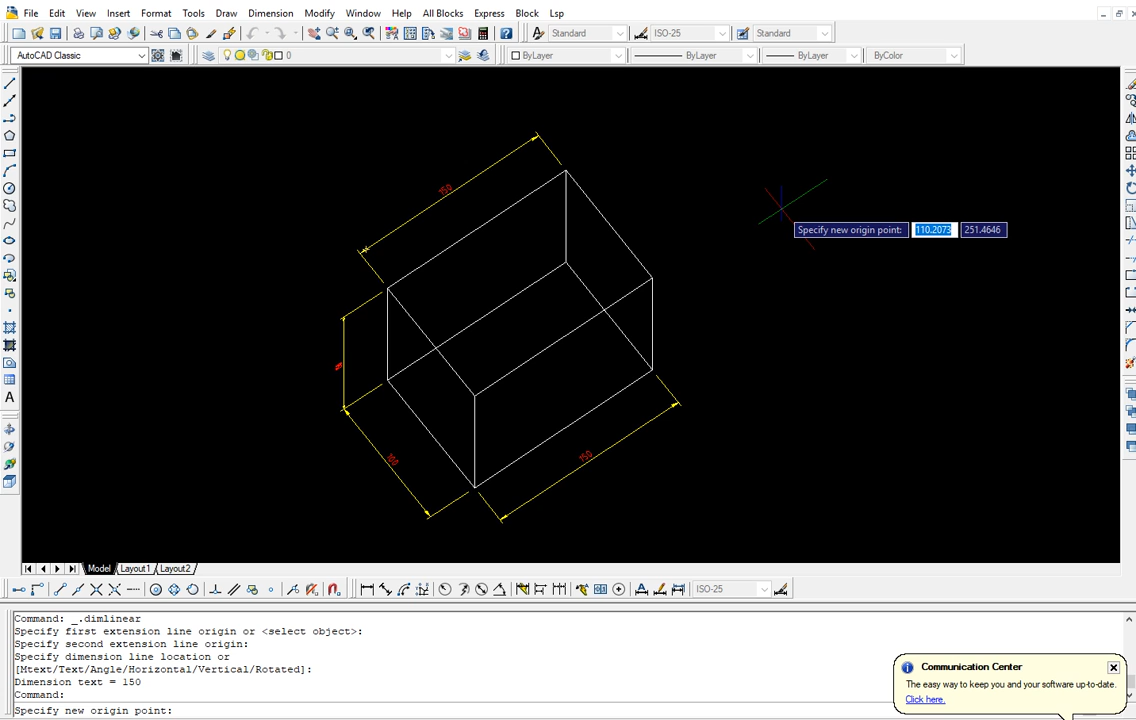 File Edit View Insert Format Tools Draw Dimension Modify Window Help All Blocks Express Block Lsp
Standard ISO-25 Standard
AutoCAD Classic 0 ByLayer ByLayer ByLayer ByColor
150
Specify new origin point: 110.2073 251.4646
100
150
A
Model Layout1 Layout2
ISO-25
Command: _.dimlinear
Specify first extension line origin or <select object>:
Specify second extension line origin:
Specify dimension line location or
[Mtext/Text/Angle/Horizontal/Vertical/Rotated]:
Dimension text = 150
Command:
Specify new origin point:
Communication Center
The easy way to keep you and your software up-to-date.
Click here.